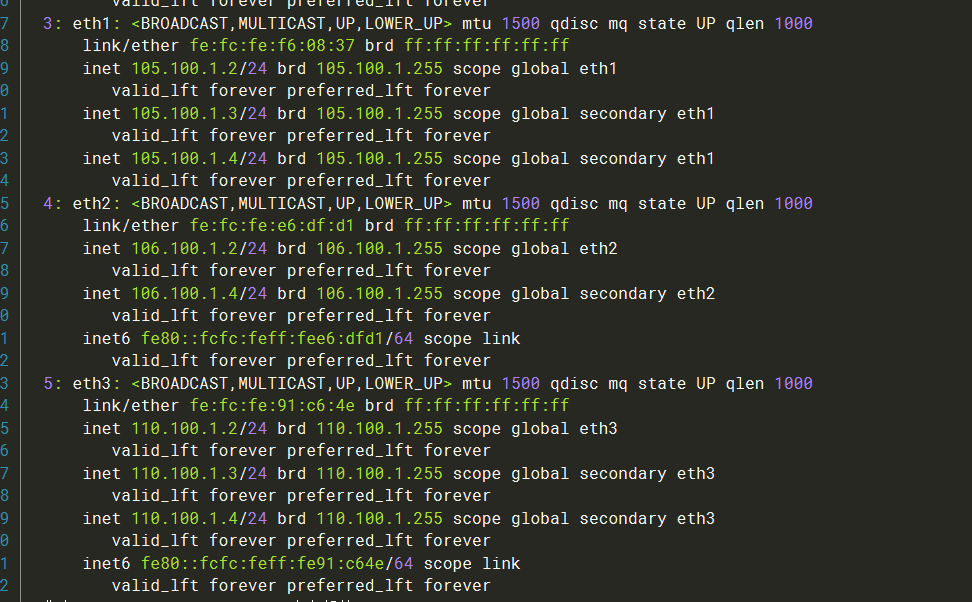 valid_lft forever preferred_lft forever
7 3: eth1: <BROADCAST,MULTICAST,UP,LOWER_UP> mtu 1500 qdisc mq state UP qlen 1000
8 link/ether fe:fc:fe:f6:08:37 brd ff:ff:ff:ff:ff:ff
9 inet 105.100.1.2/24 brd 105.100.1.255 scope global eth1
0 valid_lft forever preferred_lft forever
1 inet 105.100.1.3/24 brd 105.100.1.255 scope global secondary eth1
2 valid_lft forever preferred_lft forever
3 inet 105.100.1.4/24 brd 105.100.1.255 scope global secondary eth1
4 valid_lft forever preferred_lft forever
5 4: eth2: <BROADCAST,MULTICAST,UP,LOWER_UP> mtu 1500 qdisc mq state UP qlen 1000
6 link/ether fe:fc:fe:e6:df:d1 brd ff:ff:ff:ff:ff:ff
7 inet 106.100.1.2/24 brd 106.100.1.255 scope global eth2
8 valid_lft forever preferred_lft forever
9 inet 106.100.1.4/24 brd 106.100.1.255 scope global secondary eth2
0 valid_lft forever preferred_lft forever
1 inet6 fe80::fcfc:feff:fee6:dfd1/64 scope link
2 valid_lft forever preferred_lft forever
3 5: eth3: <BROADCAST,MULTICAST,UP,LOWER_UP> mtu 1500 qdisc mq state UP qlen 1000
4 link/ether fe:fc:fe:91:c6:4e brd ff:ff:ff:ff:ff:ff
5 inet 110.100.1.2/24 brd 110.100.1.255 scope global eth3
6 valid_lft forever preferred_lft forever
7 inet 110.100.1.3/24 brd 110.100.1.255 scope global secondary eth3
8 valid_lft forever preferred_lft forever
9 inet 110.100.1.4/24 brd 110.100.1.255 scope global secondary eth3
0 valid_lft forever preferred_lft forever
1 inet6 fe80::fcfc:feff:fe91:c64e/64 scope link
2 valid_lft forever preferred_lft forever